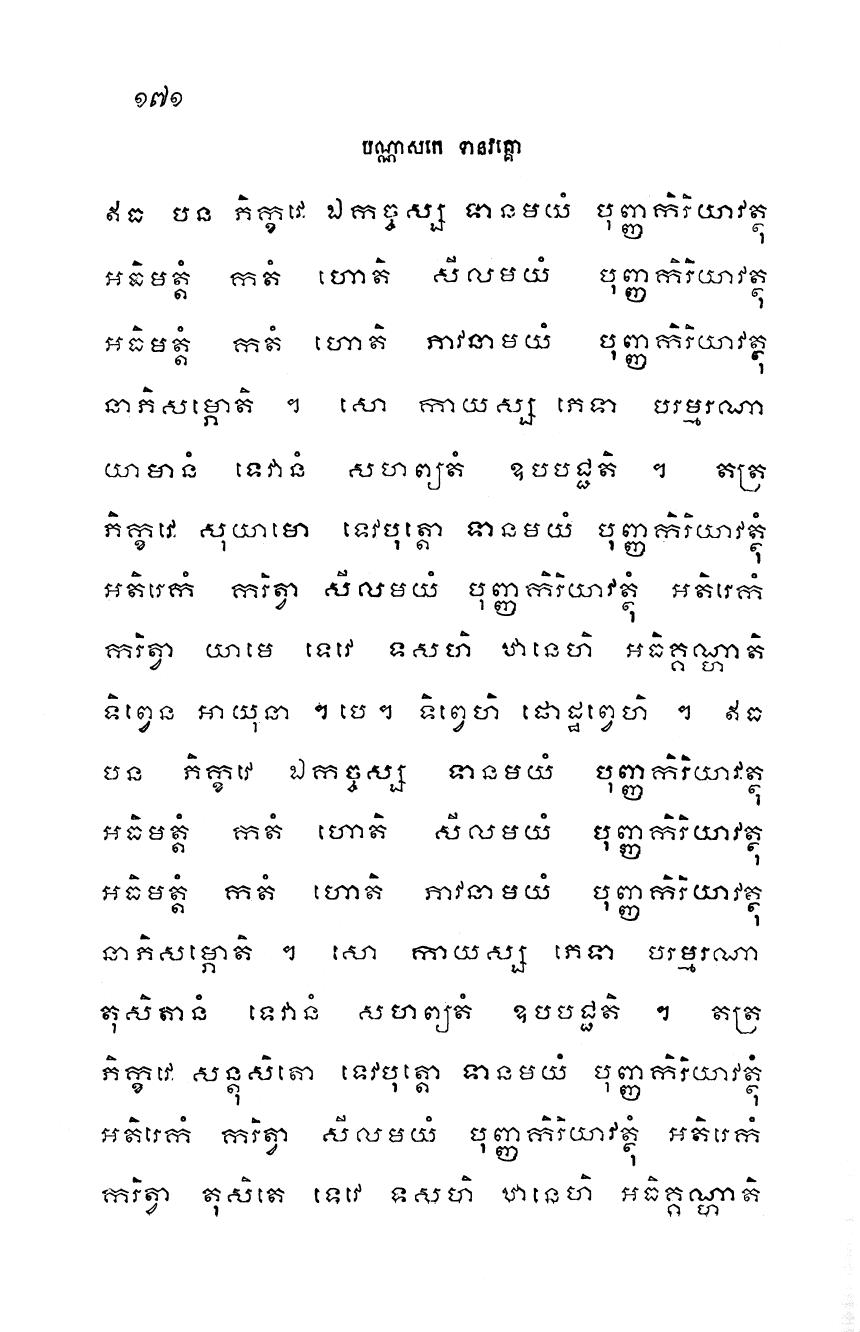 ១៧១
បណ្ណាសកេ ទានវគ្គោ
ឥធ បន ភិក្ខវេ ឯកច្ចស្ស ទានមយំ បុញ្ញកិរិយាវត្ថុ
អធិមត្តំ កតំ ហោតិ សីលមយំ បុញ្ញកិរិយាវត្ថុ
អធិមត្តំ កតំ ហោតិ ភាវនាមយំ បុញ្ញកិរិយាវត្ថុ
នាភិសម្ភោតិ ។ សោ កាយស្ស ភេទា បរម្មរណា
យាមានំ ទេវានំ សហព្យតំ ឧបបជ្ជតិ ។ តត្រ
ភិក្ខវេ សុយាមោ ទេវបុត្តោ ទានមយំ បុញ្ញកិរិយាវត្ថុំ
អតិរេកំ ករិត្វា សីលមយំ បុញ្ញកិរិយាវត្ថុំ អតិរេកំ
ករិត្វា យាមេ ទេវេ ទសហិ ឋានេហិ អធិគ្គណ្ហាតិ
ទិព្វេន អាយុនា ។បេ។ ទិព្វេហិ ផោដ្ឋព្វេហិ ។ ឥធ
បន ភិក្ខវេ ឯកច្ចស្ស ទានមយំ បុញ្ញកិរិយាវត្ថុ
អធិមត្តំ កតំ ហោតិ សីលមយំ បុញ្ញកិរិយាវត្ថុ
អធិមត្តំ កតំ ហោតិ ភាវនាមយំ បុញ្ញកិរិយាវត្ថុ
នាភិសម្ភោតិ ។ សោ កាយស្ស ភេទា បរម្មរណា
តុសិតានំ ទេវានំ សហព្យតំ ឧបបជ្ជតិ ។ តត្រ
ភិក្ខវេ សន្តុសិតោ ទេវបុត្តោ ទានមយំ បុញ្ញកិរិយាវត្ថុំ
អតិរេកំ ករិត្វា សីលមយំ បុញ្ញកិរិយាវត្ថុំ អតិរេកំ
ករិត្វា តុសិតេ ទេវេ ទសហិ ឋានេហិ អធិគ្គណ្ហាតិ